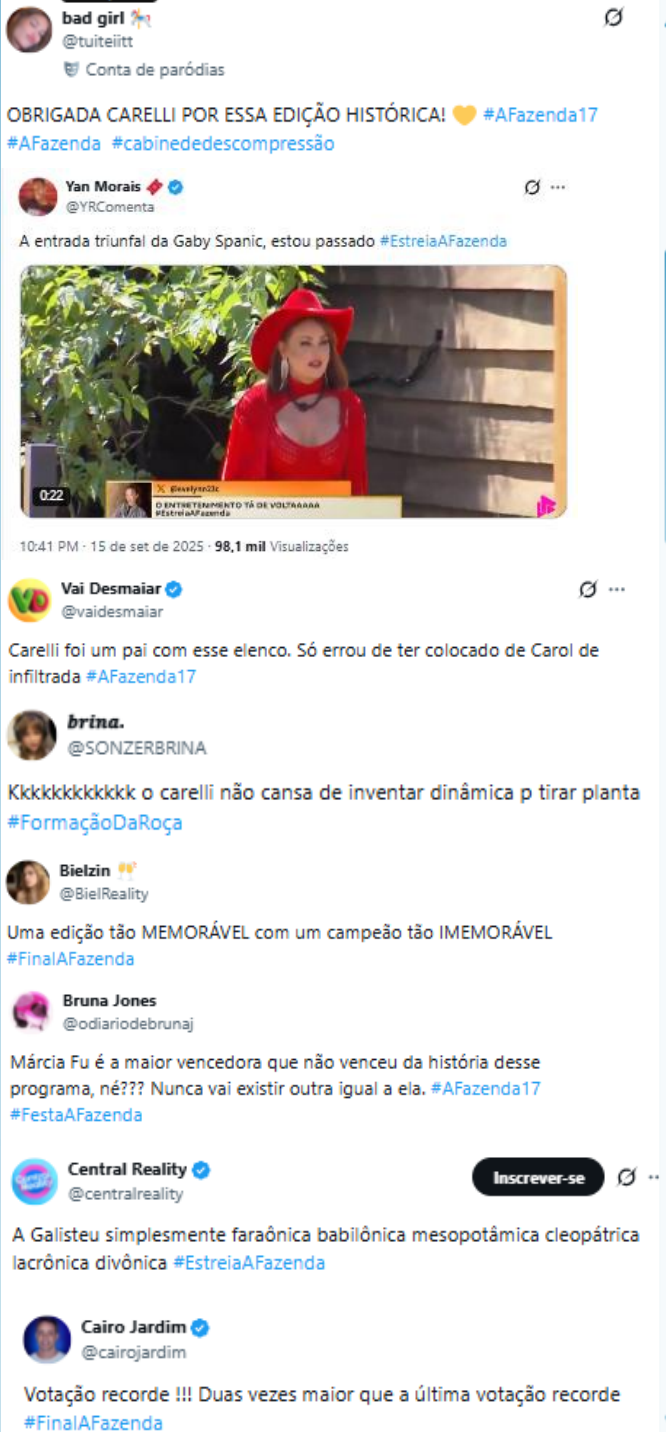 bad girl 🎠
@tuiteiitt
Conta de paródias
OBRIGADA CARELLI POR ESSA EDIÇÃO HISTÓRICA! 💛 #AFazenda17
#AFazenda #cabinededescompressão
Yan Morais
@YRComenta
A entrada triunfal da Gaby Spanic, estou passado #EstreiaAFazenda
@evelynn23c
O ENTRETENIMENTO TÁ DE VOLTAAAAA
#EstreiaAFazenda
0:22
10:41 PM · 15 de set de 2025 · 98,1 mil Visualizações
Vai Desmaiar
@vaidesmaiar
Carelli foi um pai com esse elenco. Só errou de ter colocado de Carol de
infiltrada #AFazenda17
brina.
@SONZERBRINA
Kkkkkkkkkkkk o carelli não cansa de inventar dinâmica p tirar planta
#FormaçãoDaRoça
Bielzin 🥂
@BielReality
Uma edição tão MEMORÁVEL com um campeão tão IMEMORÁVEL
#FinalAFazenda
Bruna Jones
@odiariodebrunaj
Márcia Fu é a maior vencedora que não venceu da história desse
programa, né??? Nunca vai existir outra igual a ela. #AFazenda17
#FestaAFazenda
Central Reality
Inscrever-se
@centralreality
A Galisteu simplesmente faraônica babilônica mesopotâmica cleopátrica
lacrônica divônica #EstreiaAFazenda
Cairo Jardim
@cairojardim
Votação recorde !!! Duas vezes maior que a última votação recorde
#FinalAFazenda